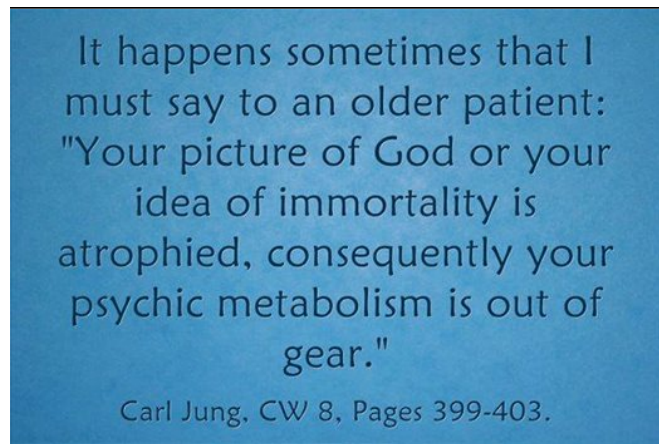 It happens sometimes that I
must say to an older patient:
"Your picture of God or your
idea of immortality is
atrophied, consequently your
psychic metabolism is out of
gear."
Carl Jung, CW 8, Pages 399-403.